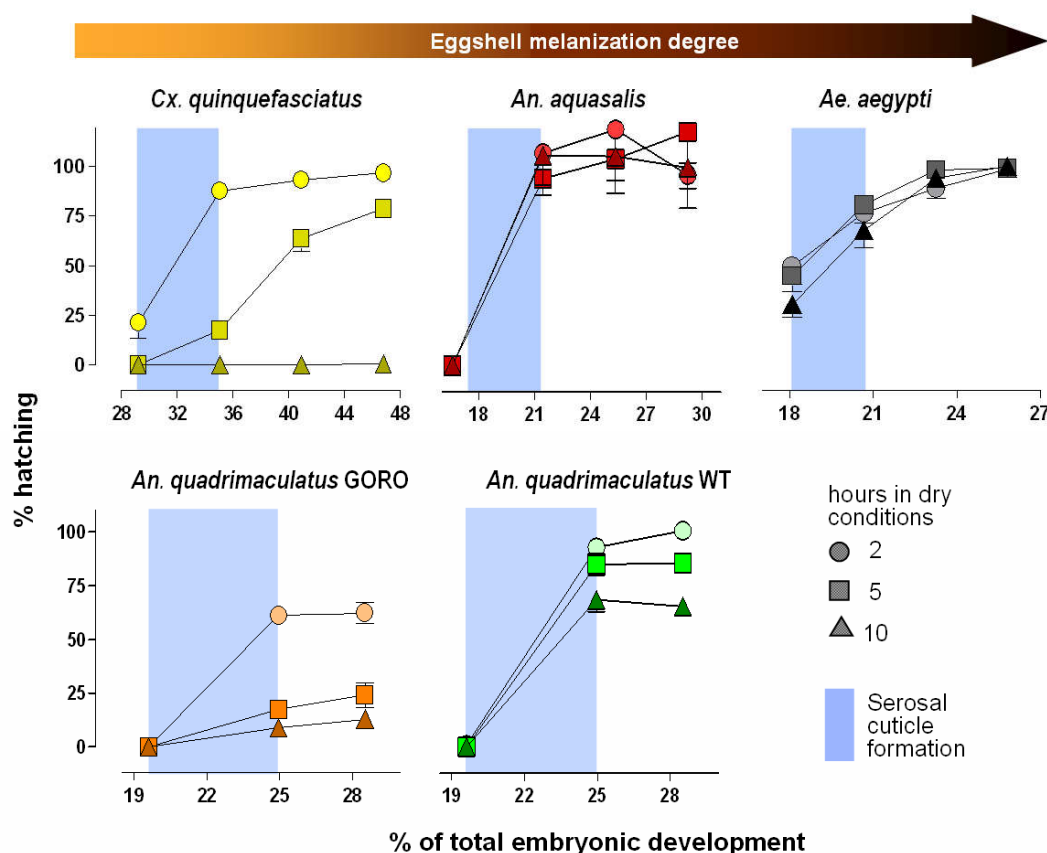 Eggshell melanization degree
Cx. quinquefasciatus
An. aquasalis
Ae. aegypti
100
75
50
25
0
28 32 36 40 44 48
18 21 24 27 30
18 21 24 27
% hatching
An. quadrimaculatus GORO
An. quadrimaculatus WT
100
75
50
25
0
19 22 25 28
19 22 25 28
hours in dry
conditions
2
5
10
Serosal
cuticle
formation
% of total embryonic development